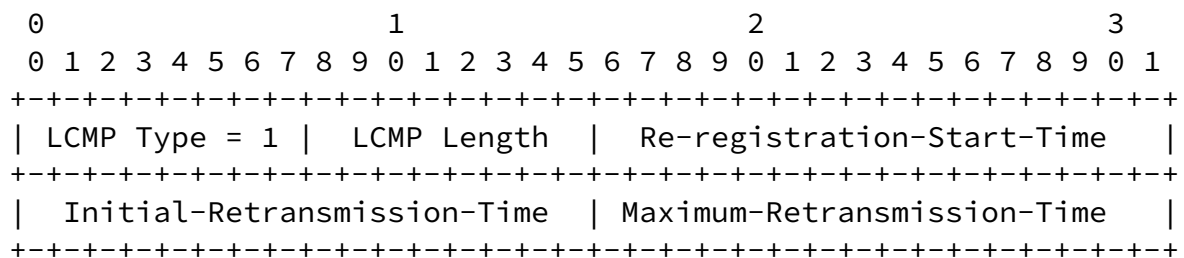 0                   1                   2                   3
 0 1 2 3 4 5 6 7 8 9 0 1 2 3 4 5 6 7 8 9 0 1 2 3 4 5 6 7 8 9 0 1
+-+-+-+-+-+-+-+-+-+-+-+-+-+-+-+-+-+-+-+-+-+-+-+-+-+-+-+-+-+-+-+-+
| LCMP Type = 1 |  LCMP Length  |  Re-registration-Start-Time   |
+-+-+-+-+-+-+-+-+-+-+-+-+-+-+-+-+-+-+-+-+-+-+-+-+-+-+-+-+-+-+-+-+
|  Initial-Retransmission-Time  | Maximum-Retransmission-Time   |
+-+-+-+-+-+-+-+-+-+-+-+-+-+-+-+-+-+-+-+-+-+-+-+-+-+-+-+-+-+-+-+-+